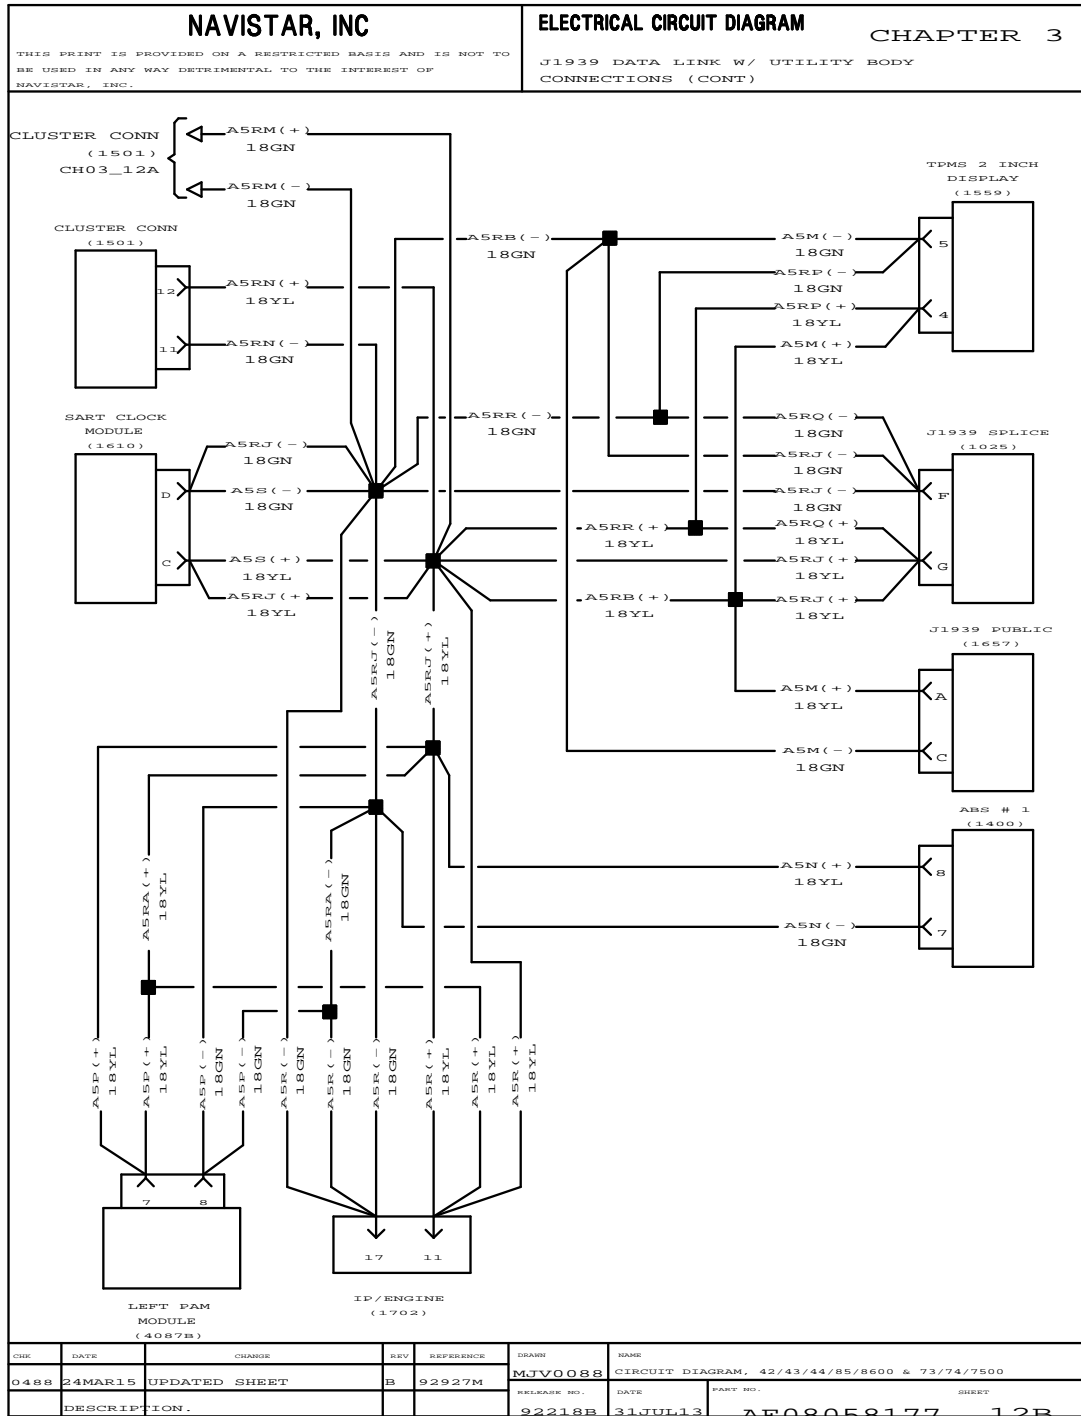 NAVISTAR, INC
THIS PRINT IS PROVIDED ON A RESTRICTED BASIS AND IS NOT TO
BE USED IN ANY WAY DETRIMENTAL TO THE INTEREST OF
NAVISTAR, INC.
ELECTRICAL CIRCUIT DIAGRAM
CHAPTER 3
J1939 DATA LINK W/ UTILITY BODY
CONNECTIONS (CONT)
CLUSTER CONN
(1501)
CH03_12A
A5RM(+)
18GN
A5RM(-)
18GN
CLUSTER CONN
(1501)
12
11
A5RN(+)
18YL
A5RN(-)
18GN
SART CLOCK
MODULE
(1610)
D
C
A5RJ(-)
18GN
A5S(-)
18GN
A5S(+)
18YL
A5RJ(+)
18YL
A5RB(-)
18GN
A5RR(-)
18GN
A5RR(+)
18YL
A5RB(+)
18YL
A5M(-)
18GN
A5RP(-)
18GN
A5RP(+)
18YL
A5M(+)
18YL
TPMS 2 INCH
DISPLAY
(1559)
5
4
A5RQ(-)
18GN
A5RJ(-)
18GN
A5RJ(-)
18GN
A5RQ(+)
18YL
A5RJ(+)
18YL
A5RJ(+)
18YL
J1939 SPLICE
(1025)
F
G
J1939 PUBLIC
(1657)
A
C
A5M(+)
18YL
A5M(-)
18GN
ABS # 1
(1400)
8
7
A5N(+)
18YL
A5N(-)
18GN
A5RJ(-)
18GN
A5RJ(+)
18YL
A5RA(+)
18YL
A5RA(-)
18GN
A5P(+)
18YL
A5P(+)
18YL
A5P(-)
18GN
A5P(-)
18GN
A5R(-)
18GN
A5R(-)
18GN
A5R(-)
18GN
A5R(+)
18YL
A5R(+)
18YL
A5R(+)
18YL
7
8
LEFT PAM
MODULE
(4087B)
17
11
IP/ENGINE
(1702)
CHK DATE CHANGE REV REFERENCE
0488 24MAR15 UPDATED SHEET B 92927M
DESCRIPTION.
DRAWN
MJV0088
NAME
CIRCUIT DIAGRAM, 42/43/44/85/8600 & 73/74/7500
RELEASE NO.
92218B
DATE
31JUL13
PART NO.
AE08058177
SHEET
12B